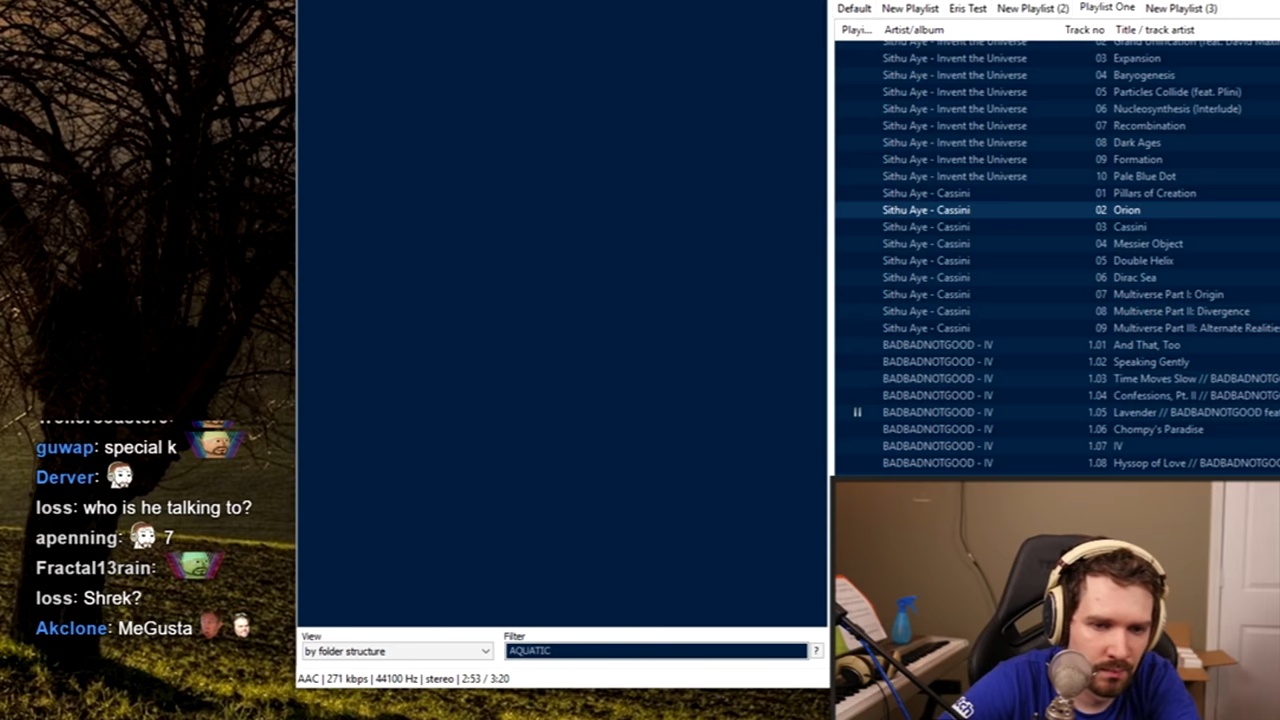 Default New Playlist Eris Test New Playlist (2) Playlist One New Playlist (3)
Playi... Artist/album Track no Title / track artist
Sithu Aye - Invent the Universe 02 Grand Unification (feat. David
Sithu Aye - Invent the Universe 03 Expansion
Sithu Aye - Invent the Universe 04 Baryogenesis
Sithu Aye - Invent the Universe 05 Particles Collide (feat. Plini)
Sithu Aye - Invent the Universe 06 Nucleosynthesis (Interlude)
Sithu Aye - Invent the Universe 07 Recombination
Sithu Aye - Invent the Universe 08 Dark Ages
Sithu Aye - Invent the Universe 09 Formation
Sithu Aye - Invent the Universe 10 Pale Blue Dot
Sithu Aye - Cassini 01 Pillars of Creation
Sithu Aye - Cassini 02 Orion
Sithu Aye - Cassini 03 Cassini
Sithu Aye - Cassini 04 Messier Object
Sithu Aye - Cassini 05 Double Helix
Sithu Aye - Cassini 06 Dirac Sea
Sithu Aye - Cassini 07 Multiverse Part I: Origin
Sithu Aye - Cassini 08 Multiverse Part II: Divergence
Sithu Aye - Cassini 09 Multiverse Part III: Alternate Realitie
BADBADNOTGOOD - IV 1.01 And That, Too
BADBADNOTGOOD - IV 1.02 Speaking Gently
BADBADNOTGOOD - IV 1.03 Time Moves Slow // BADBADNOTG
BADBADNOTGOOD - IV 1.04 Confessions, Pt. II // BADBADNOTG
BADBADNOTGOOD - IV 1.05 Lavender // BADBADNOTGOOD fea
BADBADNOTGOOD - IV 1.06 Chompy's Paradise
BADBADNOTGOOD - IV 1.07 IV
BADBADNOTGOOD - IV 1.08 Hyssop of Love // BADBADNOTGO
guwap: special k
Derver:
loss: who is he talking to?
apenning: 7
Fractal13rain:
loss: Shrek?
Akclone: MeGusta
View
by folder structure
Filter
AQUATIC
?
AAC | 271 kbps | 44100 Hz | stereo | 2:53 / 3:20